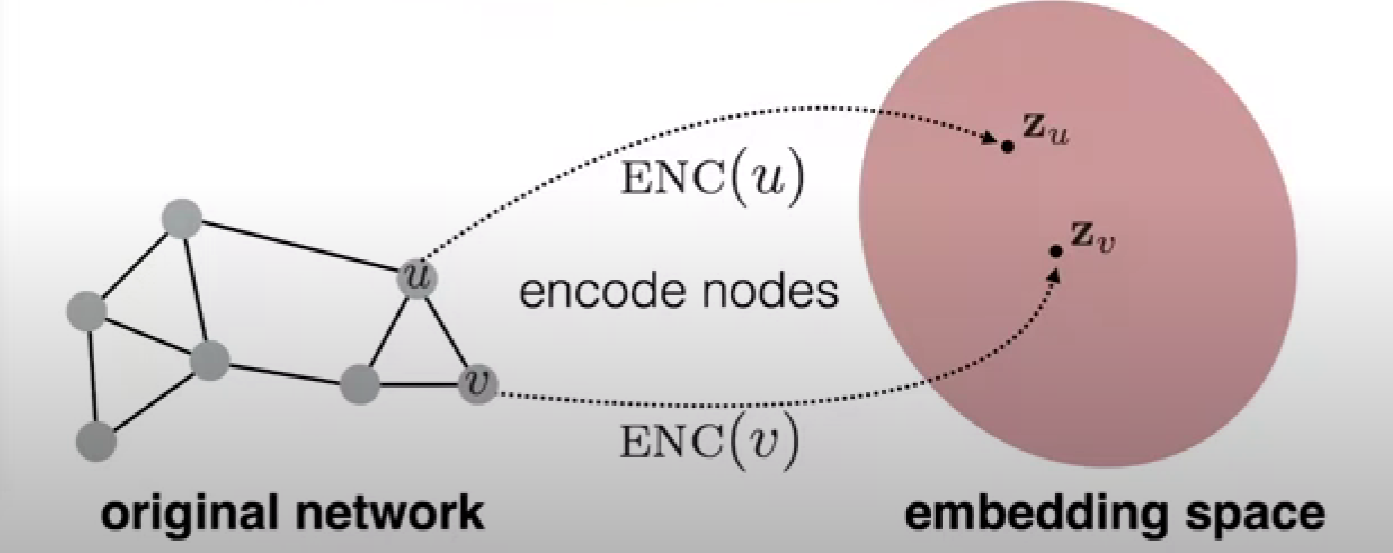 z_u
ENC(u)
z_v
u
encode nodes
v
ENC(v)
original network
embedding space